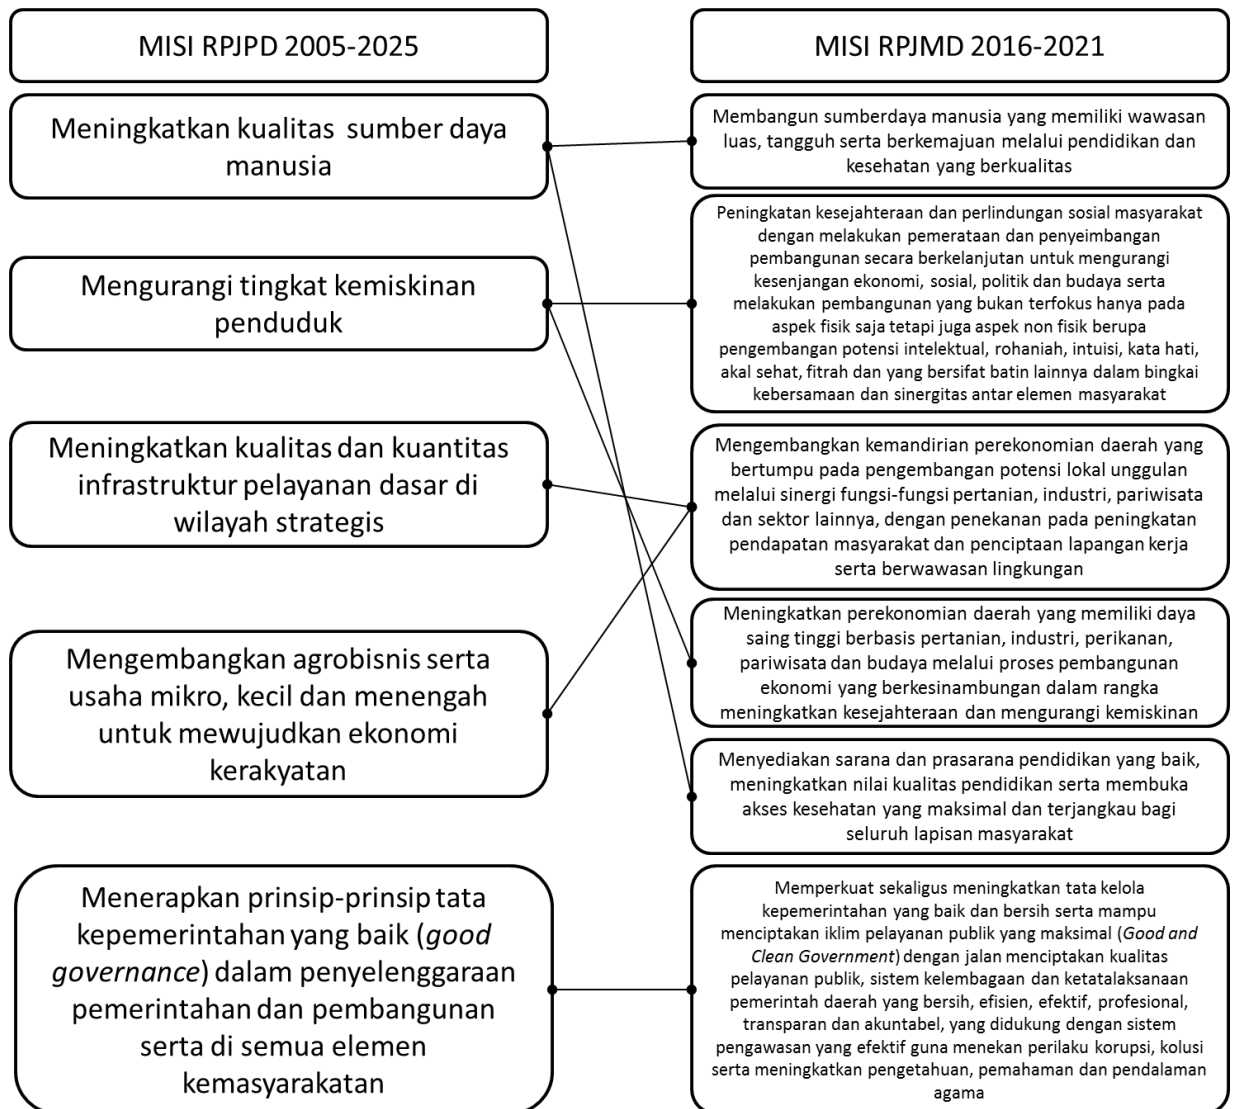 MISI RPJPD 2005-2025
MISI RPJMD 2016-2021
Meningkatkan kualitas sumber daya
manusia
Membangun sumberdaya manusia yang memiliki wawasan
luas, tangguh serta berkemajuan melalui pendidikan dan
kesehatan yang berkualitas
Mengurangi tingkat kemiskinan
penduduk
Peningkatan kesejahteraan dan perlindungan sosial masyarakat
dengan melakukan pemerataan dan penyeimbangan
pembangunan secara berkelanjutan untuk mengurangi
kesenjangan ekonomi, sosial, politik dan budaya serta
melakukan pembangunan yang bukan terfokus hanya pada
aspek fisik saja tetapi juga aspek non fisik berupa
pengembangan potensi intelektual, rohaniah, intuisi, kata hati,
akal sehat, fitrah dan yang bersifat batin lainnya dalam bingkai
kebersamaan dan sinergitas antar elemen masyarakat
Meningkatkan kualitas dan kuantitas
infrastruktur pelayanan dasar di
wilayah strategis
Mengembangkan kemandirian perekonomian daerah yang
bertumpu pada pengembangan potensi lokal unggulan
melalui sinergi fungsi-fungsi pertanian, industri, pariwisata
dan sektor lainnya, dengan penekanan pada peningkatan
pendapatan masyarakat dan penciptaan lapangan kerja
serta berwawasan lingkungan
Mengembangkan agrobisnis serta
usaha mikro, kecil dan menengah
untuk mewujudkan ekonomi
kerakyatan
Meningkatkan perekonomian daerah yang memiliki daya
saing tinggi berbasis pertanian, industri, perikanan,
pariwisata dan budaya melalui proses pembangunan
ekonomi yang berkesinambungan dalam rangka
meningkatkan kesejahteraan dan mengurangi kemiskinan
Menyediakan sarana dan prasarana pendidikan yang baik,
meningkatkan nilai kualitas pendidikan serta membuka
akses kesehatan yang maksimal dan terjangkau bagi
seluruh lapisan masyarakat
Menerapkan prinsip-prinsip tata
kepemerintahan yang baik (good
governance) dalam penyelenggaraan
pemerintahan dan pembangunan
serta di semua elemen
kemasyarakatan
Memperkuat sekaligus meningkatkan tata kelola
kepemerintahan yang baik dan bersih serta mampu
menciptakan iklim pelayanan publik yang maksimal (Good and
Clean Government) dengan jalan menciptakan kualitas
pelayanan publik, sistem kelembagaan dan ketatalaksanaan
pemerintah daerah yang bersih, efisien, efektif, profesional,
transparan dan akuntabel, yang didukung dengan sistem
pengawasan yang efektif guna menekan perilaku korupsi, kolusi
serta meningkatkan pengetahuan, pemahaman dan pendalaman
agama